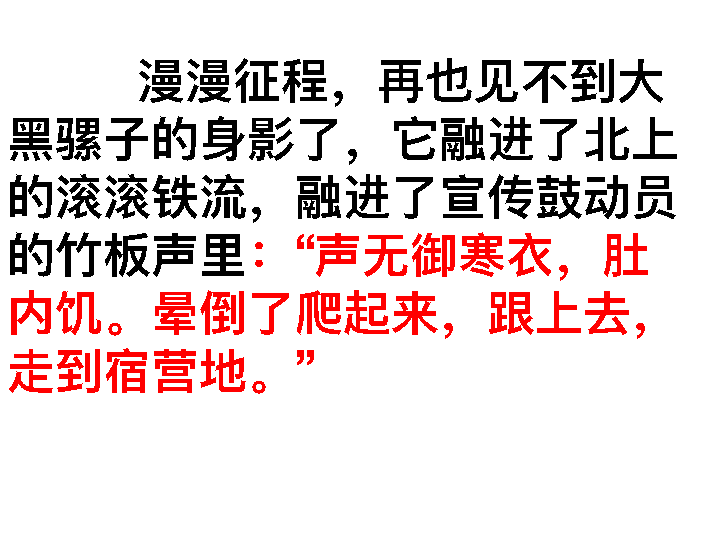 漫漫征程，再也见不到大
黑骡子的身影了，它融进了北上
的滚滚铁流，融进了宣传鼓动员
的竹板声里：“声无御寒衣，肚
内饥。晕倒了爬起来，跟上去，
走到宿营地。”